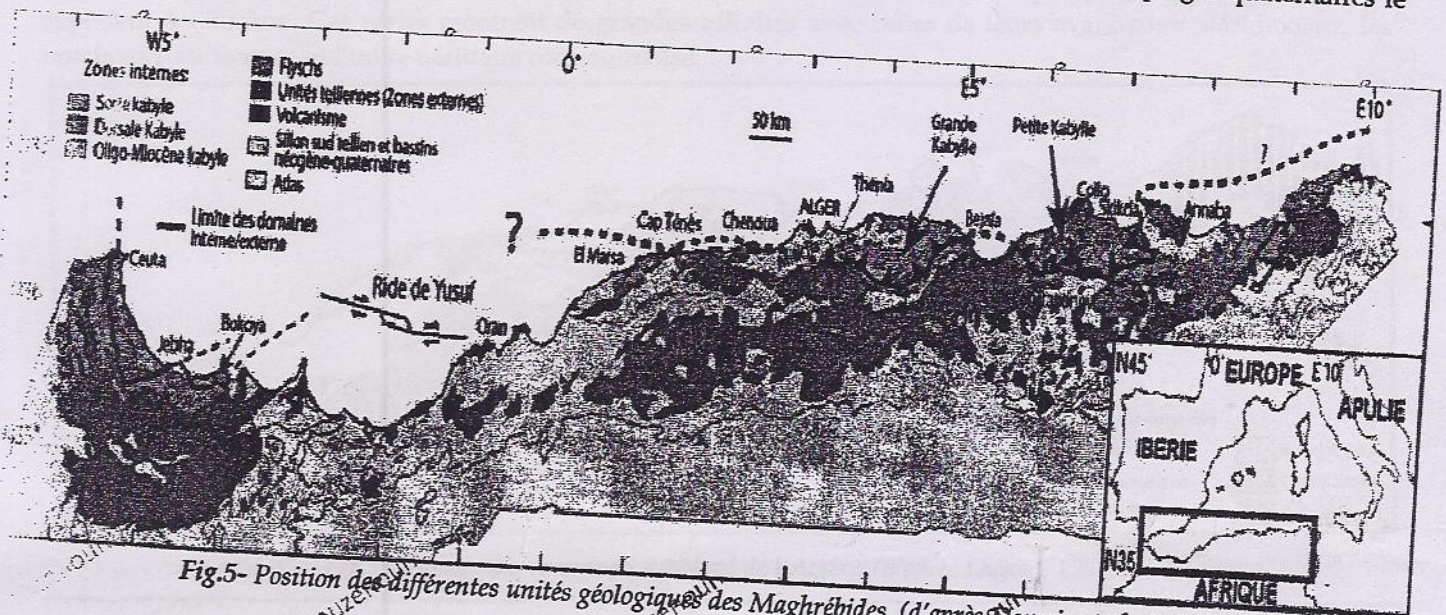 quaternaires le
W5°
0°
E5°
E10°
Zones internes:
Socle kabyle
Dorsale Kabyle
Oligo-Miocène kabyle
Flyschs
Unités telliennes (Zones externes)
Volcanisme
Sillon sud tellien et bassins
néogène-quaternaires
Atlas
Limite des domaines
Interne/externe
50 km
Grande
Kabylie
Petite Kabylie
?
?
Ceuta
Jebha
Bokoya
Ride de Yusuf
Oran
El Marsa
Cap Ténès
Chenoua
ALGER
Thénia
Bejaia
Collo
Skikda
Annaba
N45°
0°
EUROPE
E10°
APULIE
IBERIE
N35
AFRIQUE
Fig.5- Position des différentes unités géologiques des Maghrébides (d'après